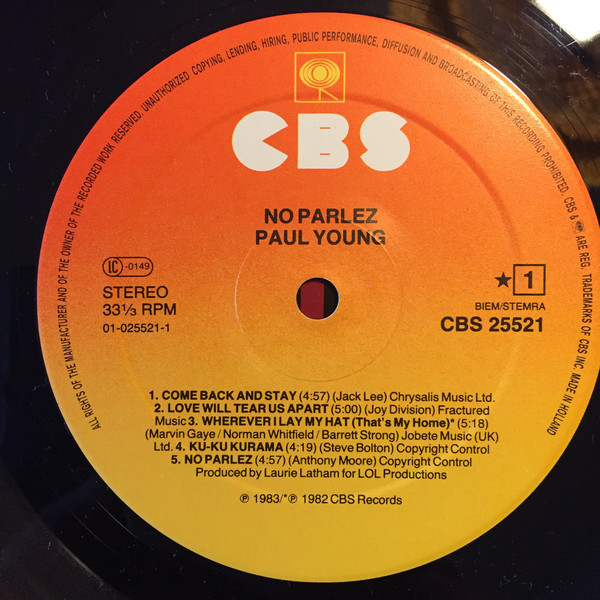 ALL RIGHTS OF THE MANUFACTURER AND OF THE OWNER OF THE RECORDED WORK RESERVED. UNAUTHORIZED COPYING, LENDING, HIRING, PUBLIC PERFORMANCE, DIFFUSION AND BROADCASTING OF THIS RECORD PROHIBITED. CBS & ARE REG. TRADEMARKS OF CBS INC. MADE IN HOLLAND
CBS
NO PARLEZ
PAUL YOUNG
LC-0149
STEREO
33⅓ RPM
01-025521-1
★ 1
BIEM/STEMRA
CBS 25521
1. COME BACK AND STAY (4:57) (Jack Lee) Chrysalis Music Ltd.
2. LOVE WILL TEAR US APART (5:00) (Joy Division) Fractured
Music 3. WHEREVER I LAY MY HAT (That's My Home)* (5:18)
(Marvin Gaye / Norman Whitfield / Barrett Strong) Jobete Music (UK)
Ltd. 4. KU-KU KURAMA (4:19) (Steve Bolton) Copyright Control
5. NO PARLEZ (4:57) (Anthony Moore) Copyright Control
Produced by Laurie Latham for LOL Productions
℗ 1983/*℗ 1982 CBS Records